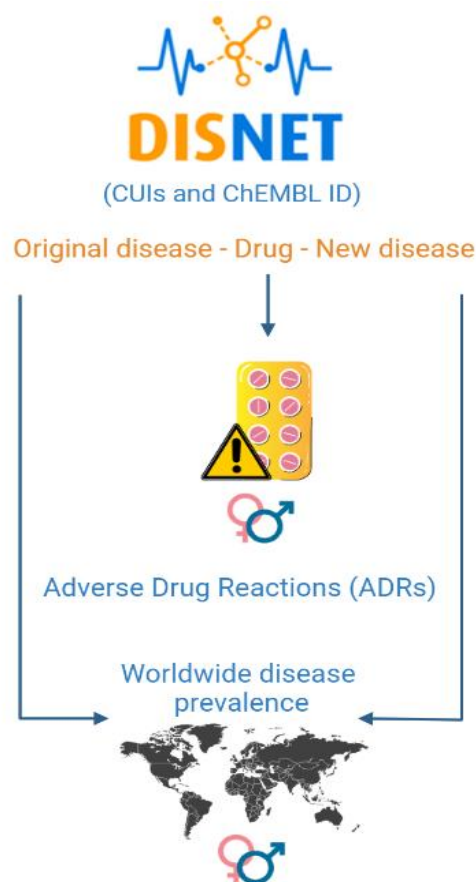 DISNET
(CUIs and ChEMBL ID)
Original disease - Drug - New disease
Adverse Drug Reactions (ADRs)
Worldwide disease
prevalence